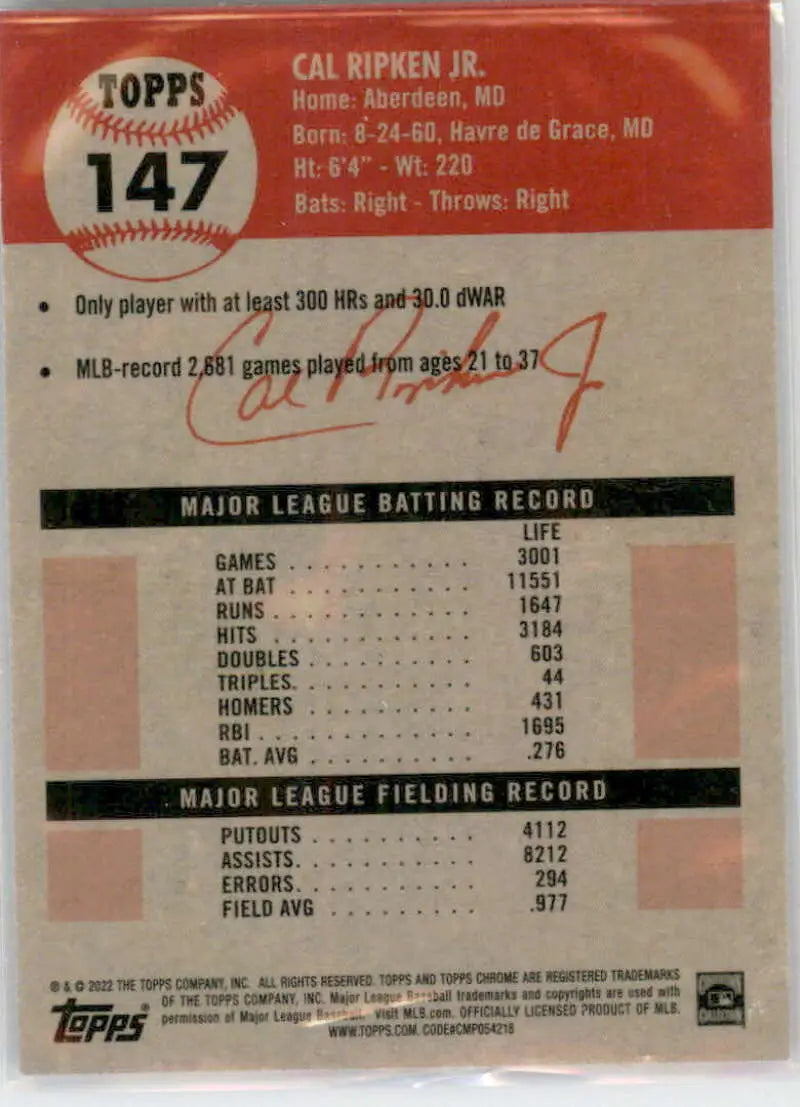 TOPPS
147
CAL RIPKEN JR.
Home: Aberdeen, MD
Born: 8-24-60, Havre de Grace, MD
Ht: 6'4" - Wt: 220
Bats: Right - Throws: Right
• Only player with at least 300 HRs and 30.0 dWAR
• MLB-record 2,681 games played from ages 21 to 37
Cal Ripken Jr
MAJOR LEAGUE BATTING RECORD
LIFE
GAMES . . . . . . . . . . . 3001
AT BAT . . . . . . . . . . . 11551
RUNS . . . . . . . . . . . . 1647
HITS . . . . . . . . . . . . 3184
DOUBLES . . . . . . . . . . 603
TRIPLES. . . . . . . . . . . 44
HOMERS . . . . . . . . . . 431
RBI . . . . . . . . . . . . . 1695
BAT. AVG . . . . . . . . . . .276
MAJOR LEAGUE FIELDING RECORD
PUTOUTS . . . . . . . . . . 4112
ASSISTS. . . . . . . . . . . 8212
ERRORS. . . . . . . . . . . 294
FIELD AVG . . . . . . . . . .977
® & © 2022 THE TOPPS COMPANY, INC. ALL RIGHTS RESERVED. TOPPS AND TOPPS CHROME ARE REGISTERED TRADEMARKS
OF THE TOPPS COMPANY, INC. Major League Baseball trademarks and copyrights are used with
permission of Major League Baseball. Visit MLB.com. OFFICIALLY LICENSED PRODUCT OF MLB.
WWW.TOPPS.COM. CODE#CMP054218
Topps®